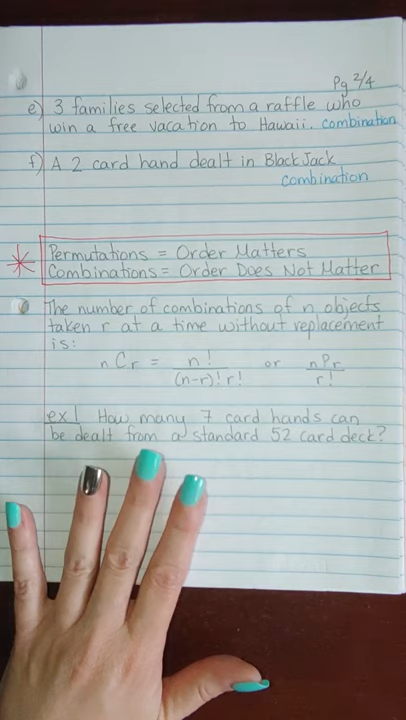 Pg 2/4
e) 3 families selected from a raffle who
win a free vacation to Hawaii. combination
f) A 2 card hand dealt in BlackJack
combination
* Permutations = Order Matters
Combinations = Order Does Not Matter
The number of combinations of n objects
taken r at a time without replacement
is:
nCr = n! / (n-r)! r! or nPr / r!
ex| How many 7 card hands can
be dealt from a standard 52 card deck?